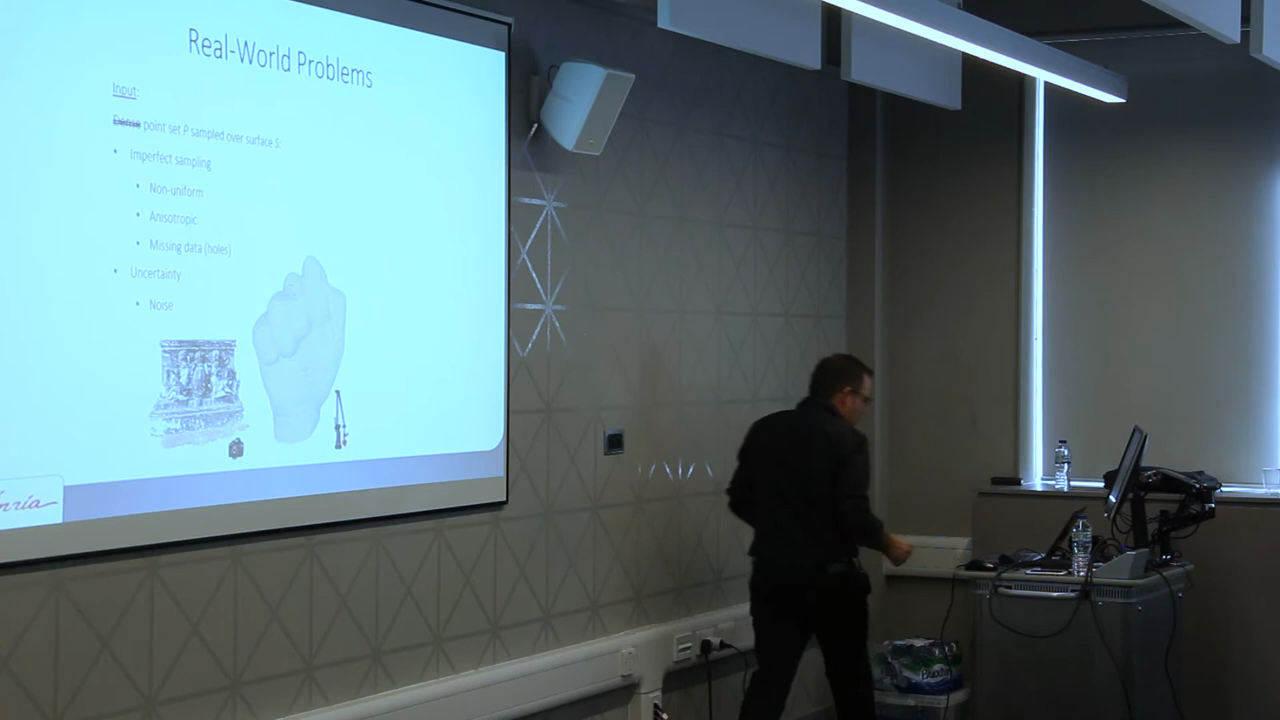 Real-World Problems
Input:
Dense point set P sampled over surface S:
• Imperfect sampling
• Non-uniform
• Anisotropic
• Missing data (holes)
• Uncertainty
• Noise